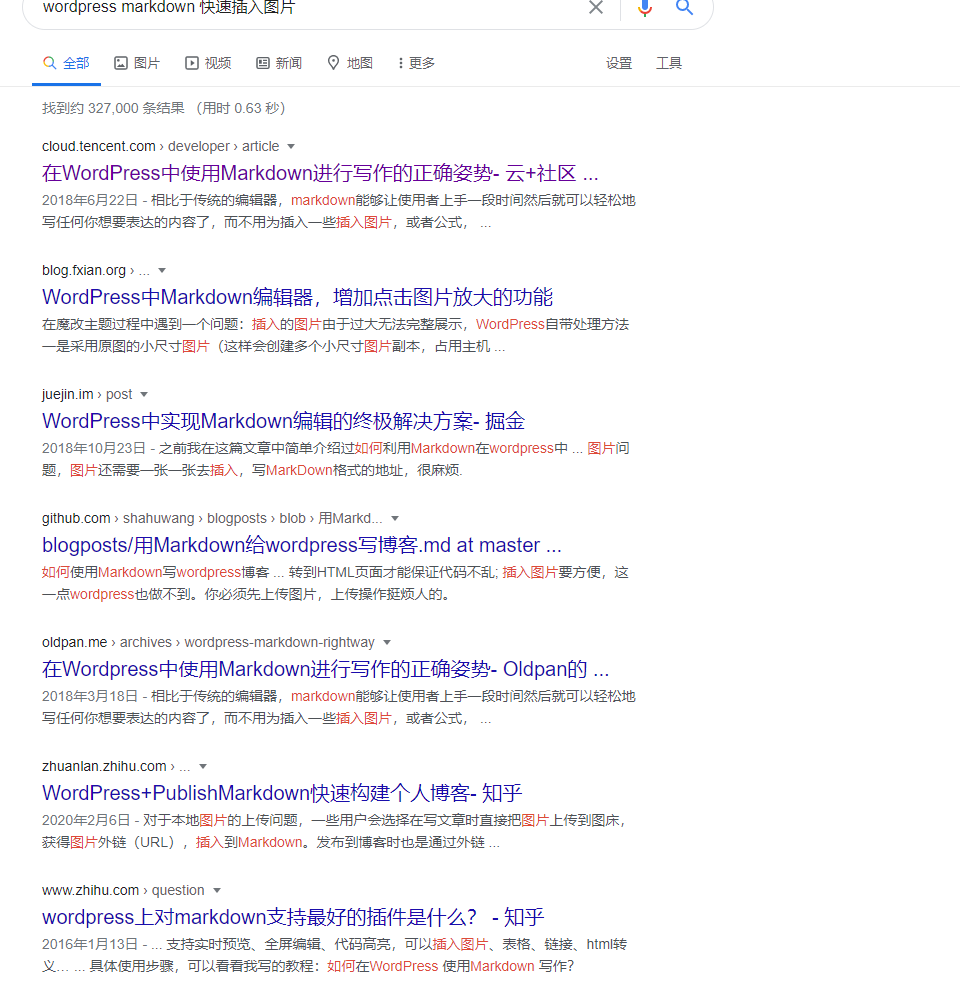 wordpress markdown 快速插入图片
全部 图片 视频 新闻 地图 更多 设置 工具
找到约 327,000 条结果 （用时 0.63 秒）
cloud.tencent.com › developer › article
在WordPress中使用Markdown进行写作的正确姿势- 云+社区 ...
2018年6月22日 - 相比于传统的编辑器，markdown能够让使用者上手一段时间然后就可以轻松地
写任何你想要表达的内容了，而不用为插入一些插入图片，或者公式， ...
blog.fxian.org › ...
WordPress中Markdown编辑器，增加点击图片放大的功能
在魔改主题过程中遇到一个问题：插入的图片由于过大无法完整展示，WordPress自带处理方法
一是采用原图的小尺寸图片（这样会创建多个小尺寸图片副本，占用主机 ...
juejin.im › post
WordPress中实现Markdown编辑的终极解决方案- 掘金
2018年10月23日 - 之前我在这篇文章中简单介绍过如何利用Markdown在wordpress中 ... 图片问
题，图片还需要一张一张去插入，写MarkDown格式的地址，很麻烦.
github.com › shahuwang › blogposts › blob › 用Markd...
blogposts/用Markdown给wordpress写博客.md at master ...
如何使用Markdown写wordpress博客 ... 转到HTML页面才能保证代码不乱; 插入图片要方便，这
一点wordpress也做不到。你必须先上传图片，上传操作挺烦人的。
oldpan.me › archives › wordpress-markdown-rightway
在Wordpress中使用Markdown进行写作的正确姿势- Oldpan的 ...
2018年3月18日 - 相比于传统的编辑器，markdown能够让使用者上手一段时间然后就可以轻松地
写任何你想要表达的内容了，而不用为插入一些插入图片，或者公式， ...
zhuanlan.zhihu.com › ...
WordPress+PublishMarkdown快速构建个人博客- 知乎
2020年2月6日 - 对于本地图片的上传问题，一些用户会选择在写文章时直接把图片上传到图床，
获得图片外链（URL），插入到Markdown。发布到博客时也是通过外链 ...
www.zhihu.com › question
wordpress上对markdown支持最好的插件是什么？ - 知乎
2016年1月13日 - ... 支持实时预览、全屏编辑、代码高亮，可以插入图片、表格、链接、html转
义... ... 具体使用步骤，可以看看我写的教程：如何在WordPress 使用Markdown 写作?